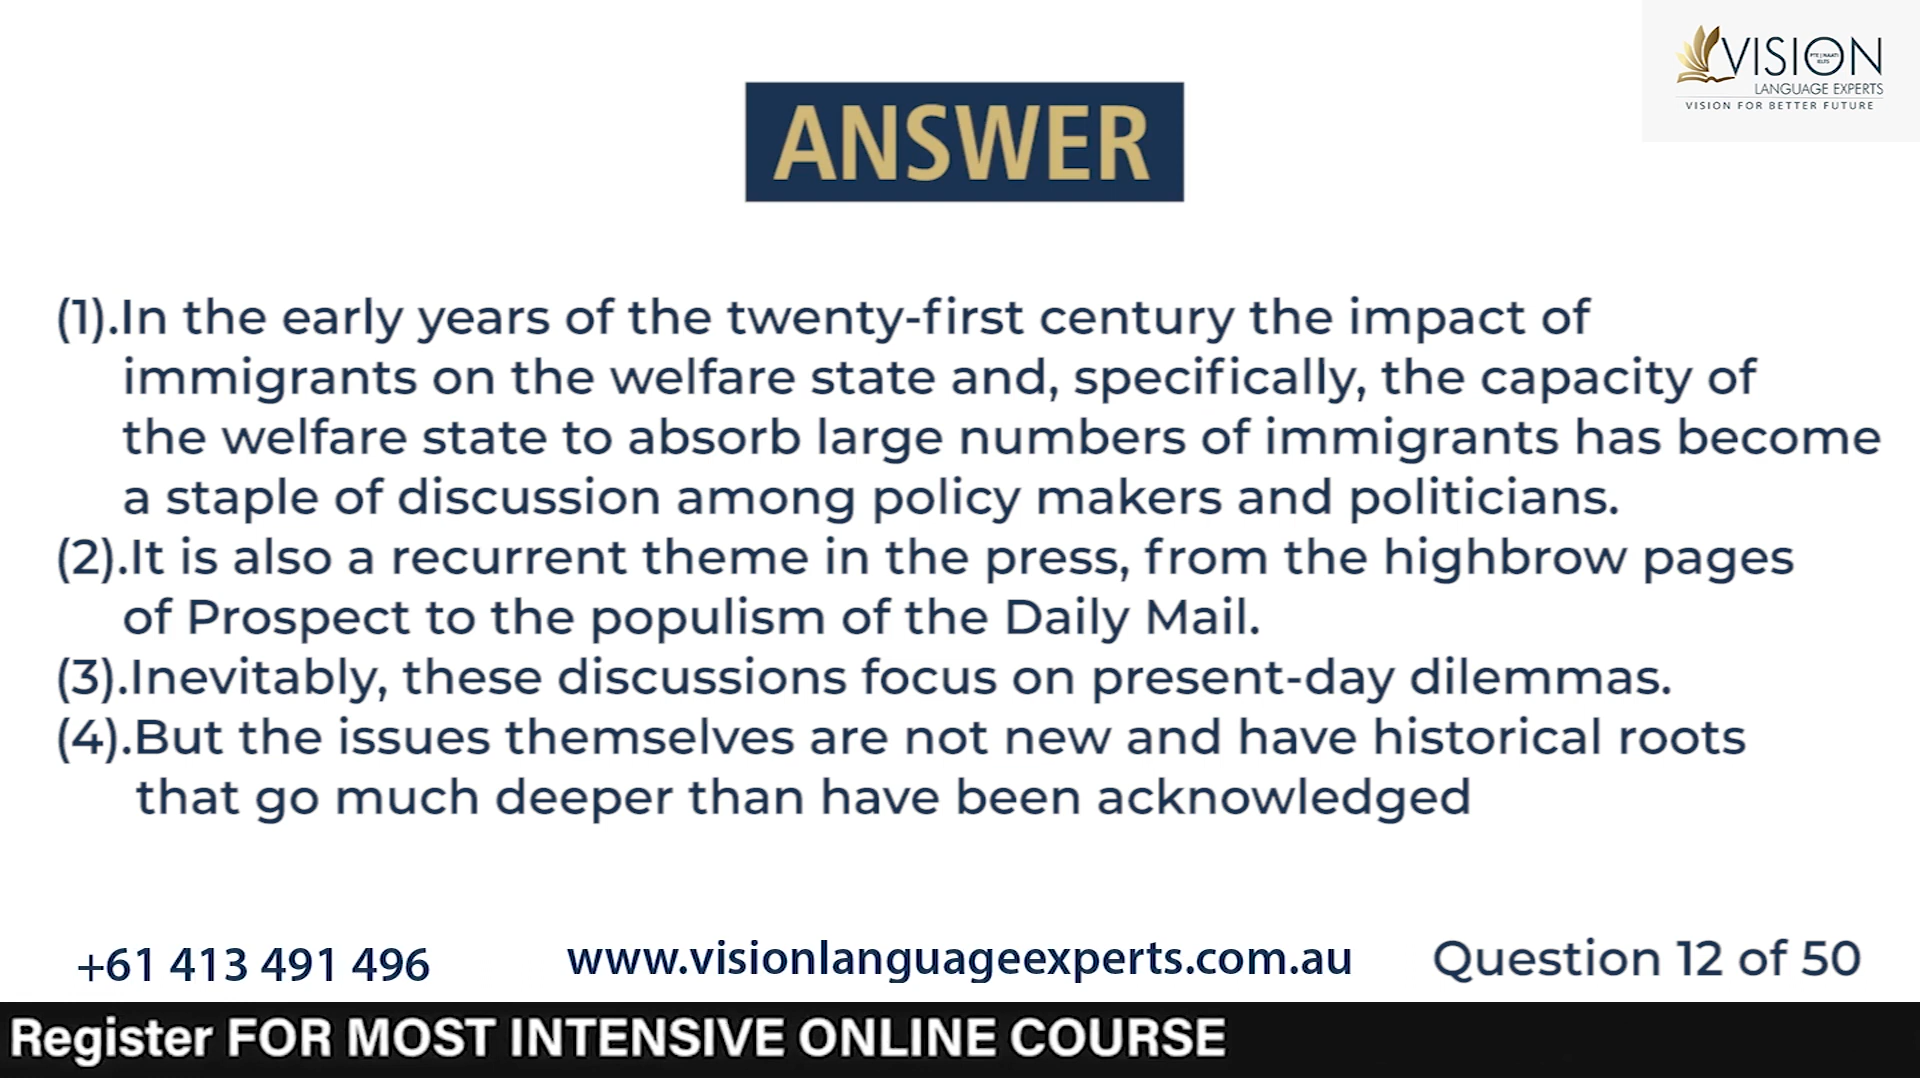 VISION
LANGUAGE EXPERTS
VISION FOR BETTER FUTURE
ANSWER
(1).In the early years of the twenty-first century the impact of
immigrants on the welfare state and, specifically, the capacity of
the welfare state to absorb large numbers of immigrants has become
a staple of discussion among policy makers and politicians.
(2).It is also a recurrent theme in the press, from the highbrow pages
of Prospect to the populism of the Daily Mail.
(3).Inevitably, these discussions focus on present-day dilemmas.
(4).But the issues themselves are not new and have historical roots
that go much deeper than have been acknowledged
+61 413 491 496
www.visionlanguageexperts.com.au
Question 12 of 50
Register FOR MOST INTENSIVE ONLINE COURSE